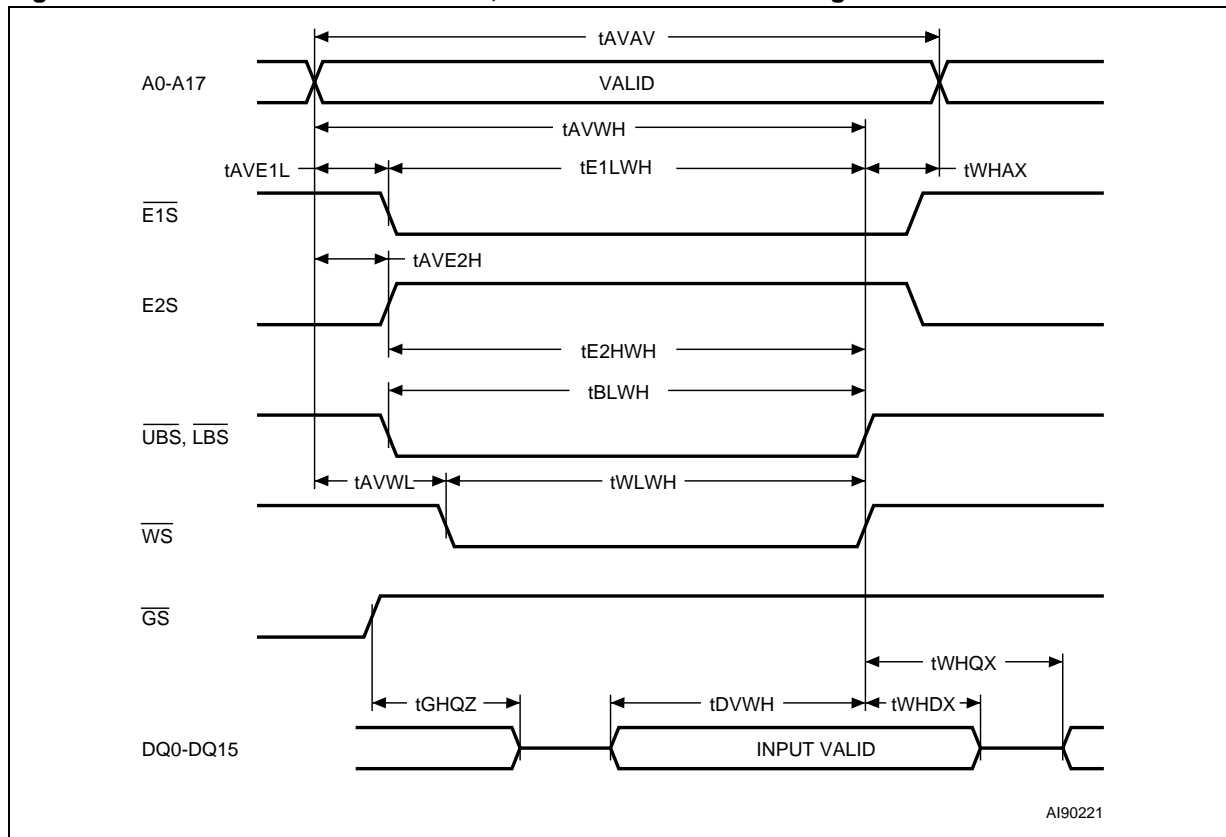 tAVAV
A0-A17
VALID
tAVWH
tAVE1L
tE1LWH
tWHAX
E1S
tAVE2H
E2S
tE2HWH
tBLWH
UBS, LBS
tAVWL
tWLWH
WS
GS
tWHQX
tGHQZ
tDVWH
tWHDX
DQ0-DQ15
INPUT VALID
AI90221